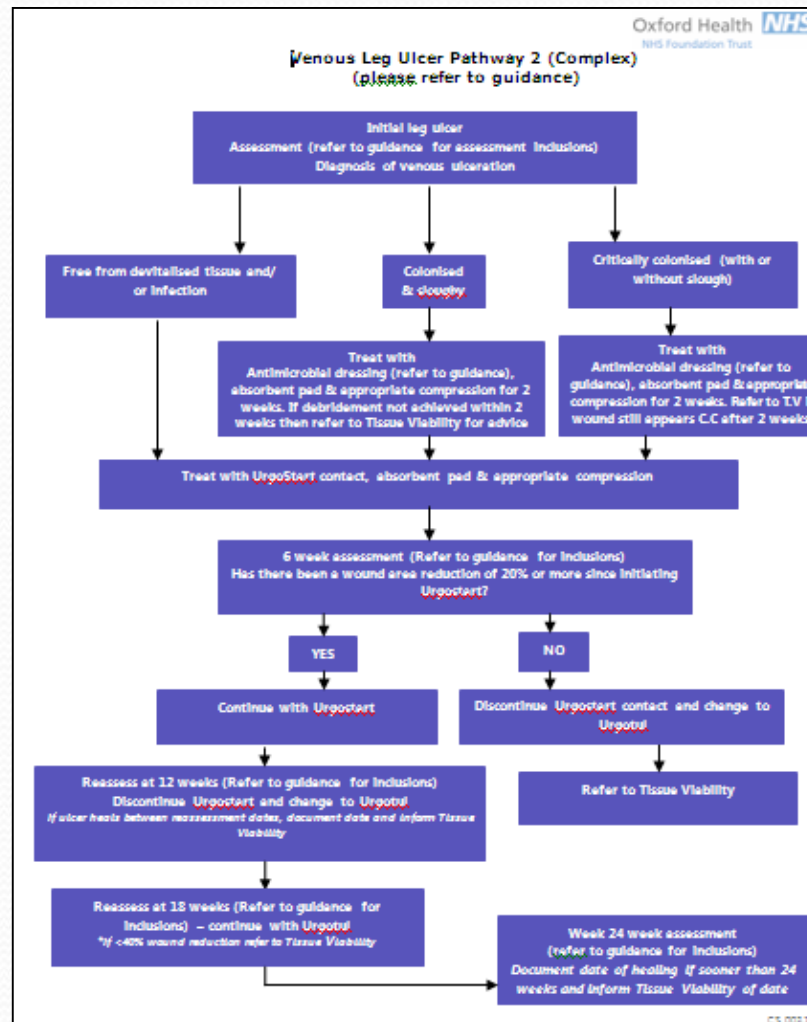 Oxford Health NHS
NHS Foundation Trust
Venous Leg Ulcer Pathway 2 (Complex)
(please refer to guidance)
Initial leg ulcer
Assessment (refer to guidance for assessment inclusions)
Diagnosis of venous ulceration
Free from devitalised tissue and/
or infection
Colonised
& sloughy
Critically colonised (with or
without slough)
Treat with
Antimicrobial dressing (refer to guidance),
absorbent pad & appropriate compression for 2
weeks. If debridement not achieved within 2
weeks then refer to Tissue Viability for advice
Treat with
Antimicrobial dressing (refer to
guidance), absorbent pad & appropriat
compression for 2 weeks. Refer to T.V
wound still appears C.C after 2 weeks
Treat with UrgoStart contact, absorbent pad & appropriate compression
6 week assessment (Refer to guidance for inclusions)
Has there been a wound area reduction of 20% or more since initiating
Urgostart?
YES
NO
Continue with Urgostart
Discontinue Urgostart contact and change to
Urgotul
Reassess at 12 weeks (Refer to guidance for inclusions)
Discontinue Urgostart and change to Urgotul
If ulcer heals between reassessment dates, document date and inform Tissue
Viability
Refer to Tissue Viability
Reassess at 18 weeks (Refer to guidance for
inclusions) – continue with Urgotul
*If <40% wound reduction refer to Tissue Viability
Week 24 week assessment
(refer to guidance for inclusions)
Document date of healing if sooner than 24
weeks and inform Tissue Viability of date